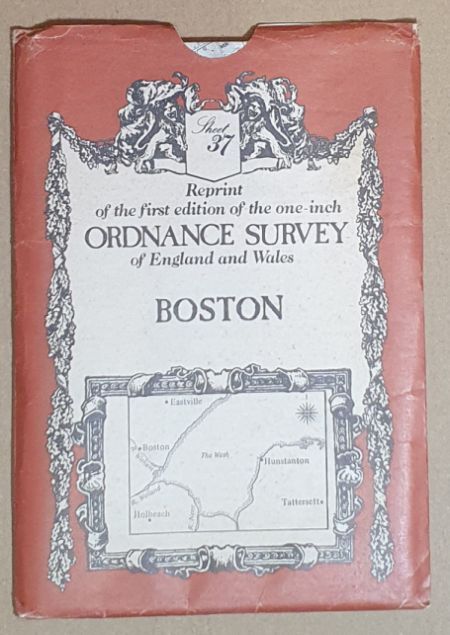 Sheet
37
Reprint
of the first edition of the one-inch
ORDNANCE SURVEY
of England and Wales
BOSTON
Eastville
Boston
The Wash
Hunstanton
R. Welland
Tattersett
Holbeach